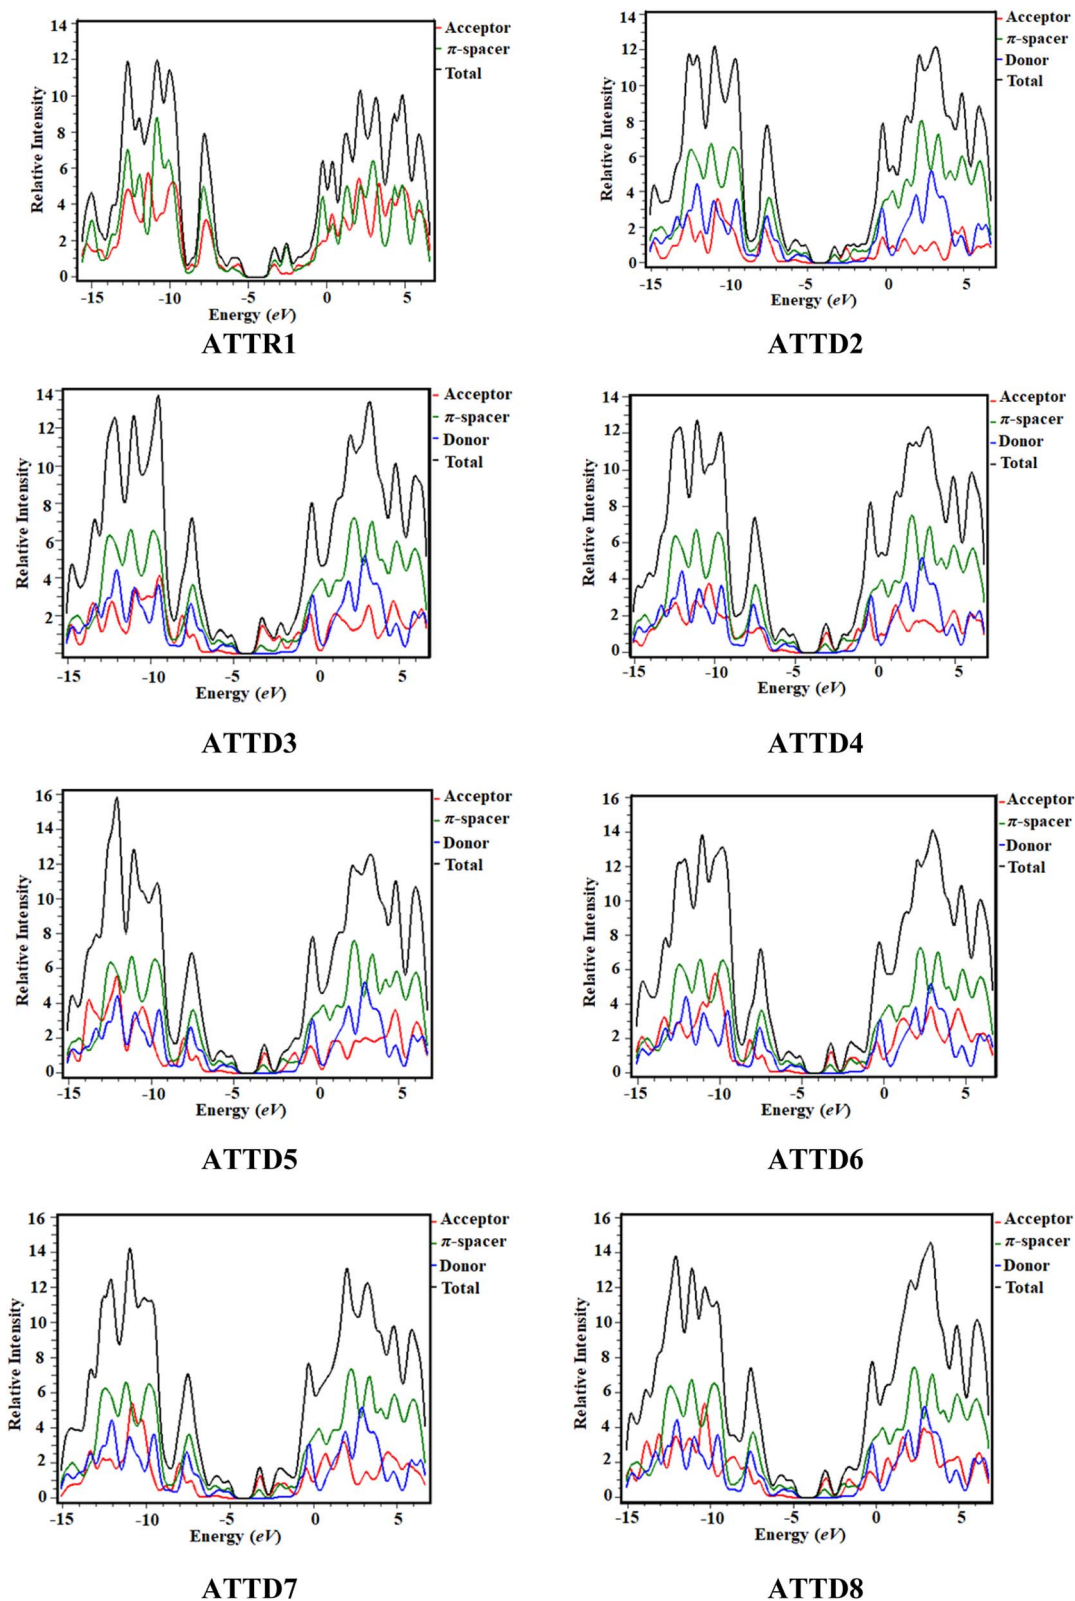 14
12
10
8
6
4
2
0
Relative Intensity
-15
-10
-5
0
5
Energy (eV)
Acceptor
π-spacer
Total
ATTR1
14
12
10
8
6
4
2
0
Relative Intensity
-15
-10
-5
0
5
Energy (eV)
Acceptor
π-spacer
Donor
Total
ATTD2
14
12
10
8
6
4
2
Relative Intensity
-15
-10
-5
0
5
Energy (eV)
Acceptor
π-spacer
Donor
Total
ATTD3
14
12
10
8
6
4
2
0
Relative Intensity
-15
-10
-5
0
5
Energy (eV)
Acceptor
π-spacer
Donor
Total
ATTD4
16
14
12
10
8
6
4
2
0
Relative Intensity
-15
-10
-5
0
5
Energy (eV)
Acceptor
π-spacer
Donor
Total
ATTD5
16
14
12
10
8
6
4
2
0
Relative Intensity
-15
-10
-5
0
5
Energy (eV)
Acceptor
π-spacer
Donor
Total
ATTD6
16
14
12
10
8
6
4
2
0
Relative Intensity
-15
-10
-5
0
5
Energy (eV)
Acceptor
π-spacer
Donor
Total
ATTD7
16
14
12
10
8
6
4
2
0
Relative Intensity
-15
-10
-5
0
5
Energy (eV)
Acceptor
π-spacer
Donor
Total
ATTD8